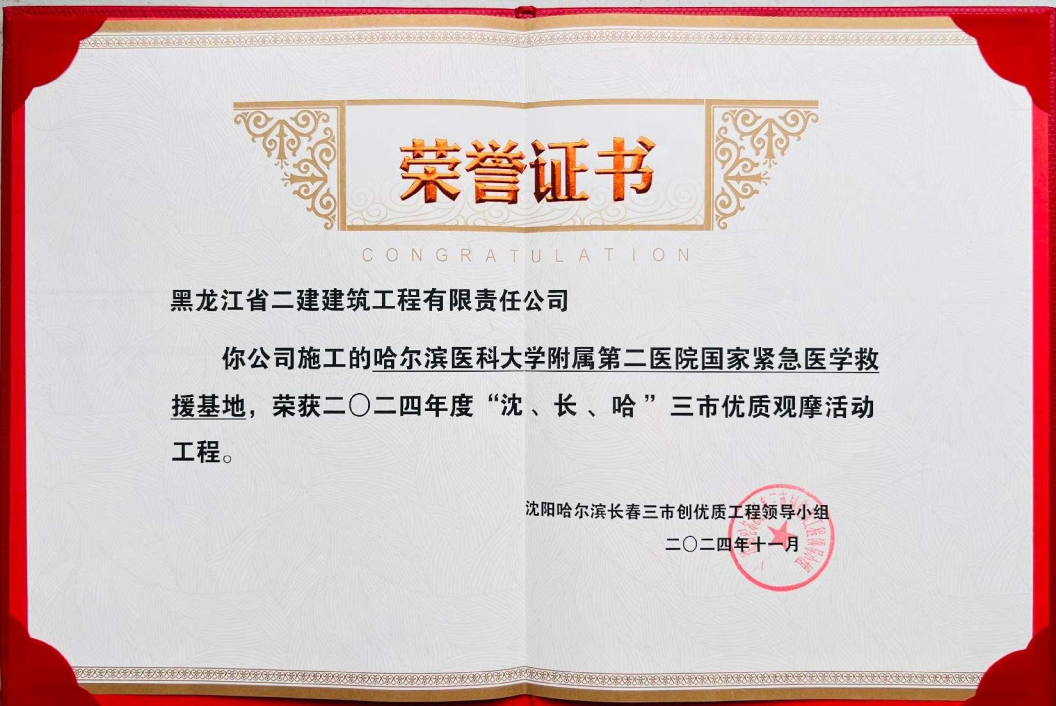 荣誉证书
CONGRATULATION
黑龙江省二建建筑工程有限责任公司
你公司施工的哈尔滨医科大学附属第二医院国家紧急医学救
援基地，荣获二〇二四年度“沈、长、哈”三市优质观摩活动
工程。
沈阳哈尔滨长春三市创优质工程领导小组
二〇二四年十一月